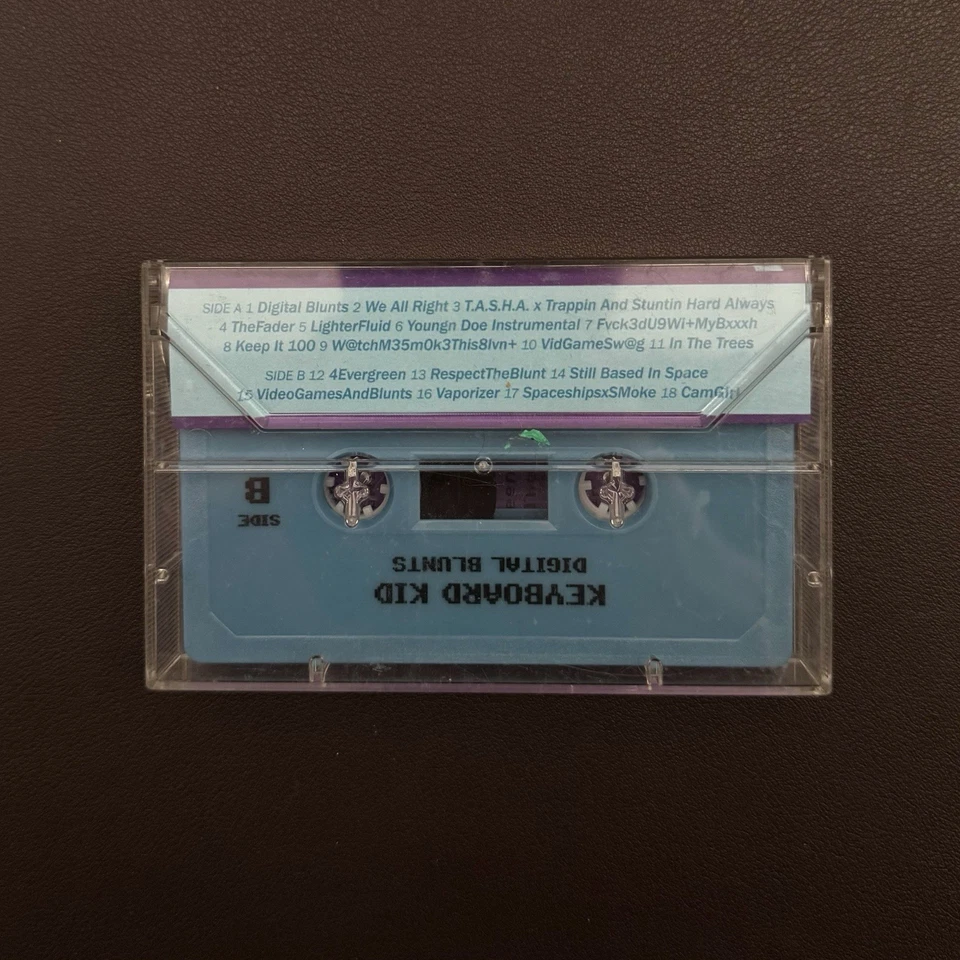 SIDE A 1 Digital Blunts 2 We All Right 3 T.A.S.H.A. x Trappin And Stuntin Hard Always
4 TheFader 5 LighterFluid 6 Youngn Doe Instrumental 7 Fvck3dU9Wi+MyBxxxh
8 Keep It 100 9 W@tchM35m0k3This8lvn+ 10 VidGameSw@g 11 In The Trees
SIDE B 12 4Evergreen 13 RespectTheBlunt 14 Still Based In Space
15 VideoGamesAndBlunts 16 Vaporizer 17 SpaceshipsxSMoke 18 CamGirl
SIDE
B
KEYBOARD KID
DIGITAL BLUNTS